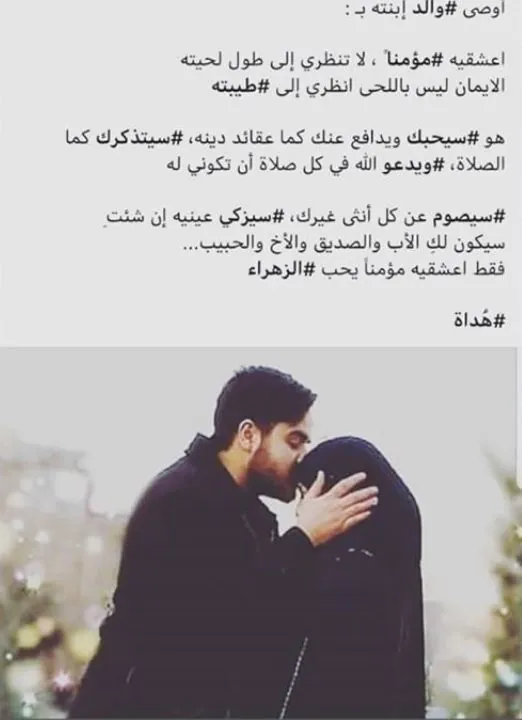 أوصى #والد إبنته بـ :
اعشقيه #مؤمناً ، لا تنظري إلى طول لحيته
الايمان ليس باللحى انظري إلى #طيبته
هو #سيحبك ويدافع عنك كما عقائد دينه، #سيتذكرك كما
الصلاة، #ويدعو الله في كل صلاة أن تكوني له
#سيصوم عن كل أنثى غيرك، #سيزكي عينيه إن شئتِ
سيكون لكِ الأب والصديق والأخ والحبيب...
فقط اعشقيه مؤمناً يحب #الزهراء
#هُداة